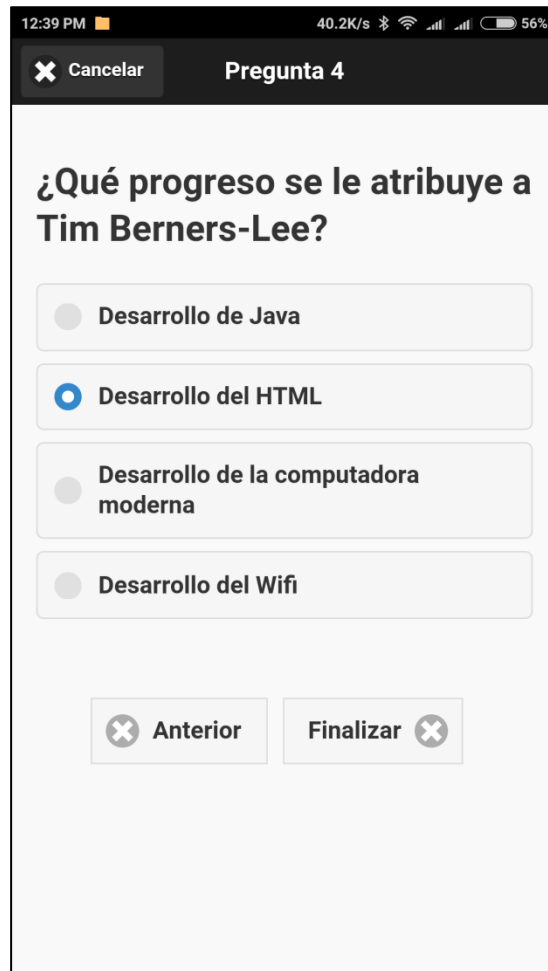 12:39 PM 40.2K/s 56%
Cancelar Pregunta 4
¿Qué progreso se le atribuye a
Tim Berners-Lee?
Desarrollo de Java
Desarrollo del HTML
Desarrollo de la computadora
moderna
Desarrollo del Wifi
Anterior Finalizar